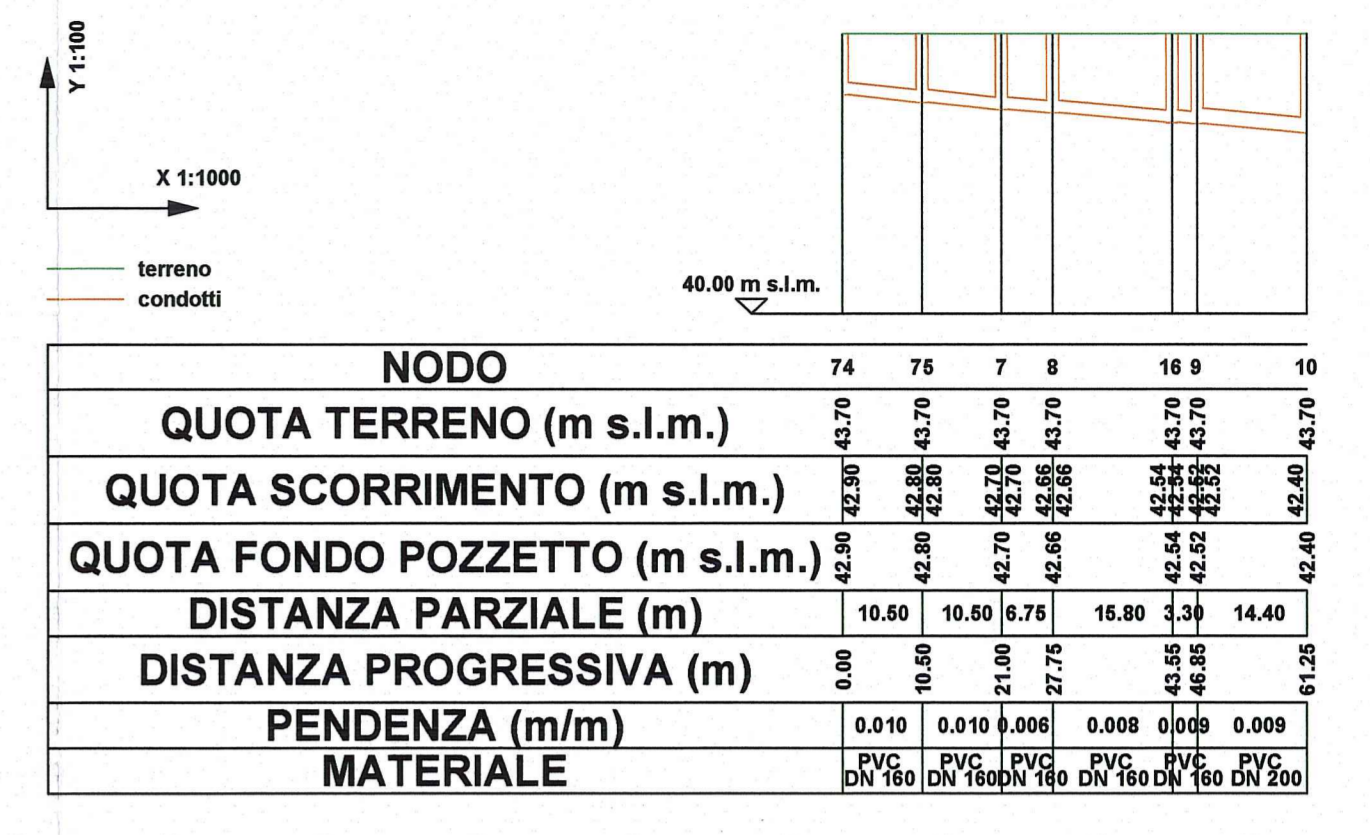 Y 1:100
X 1:1000
terreno
condotti
40.00 m s.l.m.
NODO 74 75 7 8 16 9 10
QUOTA TERRENO (m s.l.m.) 43.70 43.70 43.70 43.70 43.70 43.70 43.70
QUOTA SCORRIMENTO (m s.l.m.) 42.90 42.80 42.80 42.70 42.70 42.66 42.66 42.54 42.54 42.52 42.52 42.40
QUOTA FONDO POZZETTO (m s.l.m.) 42.90 42.80 42.70 42.66 42.54 42.52 42.40
DISTANZA PARZIALE (m) 10.50 10.50 6.75 15.80 3.30 14.40
DISTANZA PROGRESSIVA (m) 0.00 10.50 21.00 27.75 43.55 46.85 61.25
PENDENZA (m/m) 0.010 0.010 0.006 0.008 0.009 0.009
MATERIALE PVC DN 160 PVC DN 160 PVC DN 160 PVC DN 160 PVC DN 160 PVC DN 200